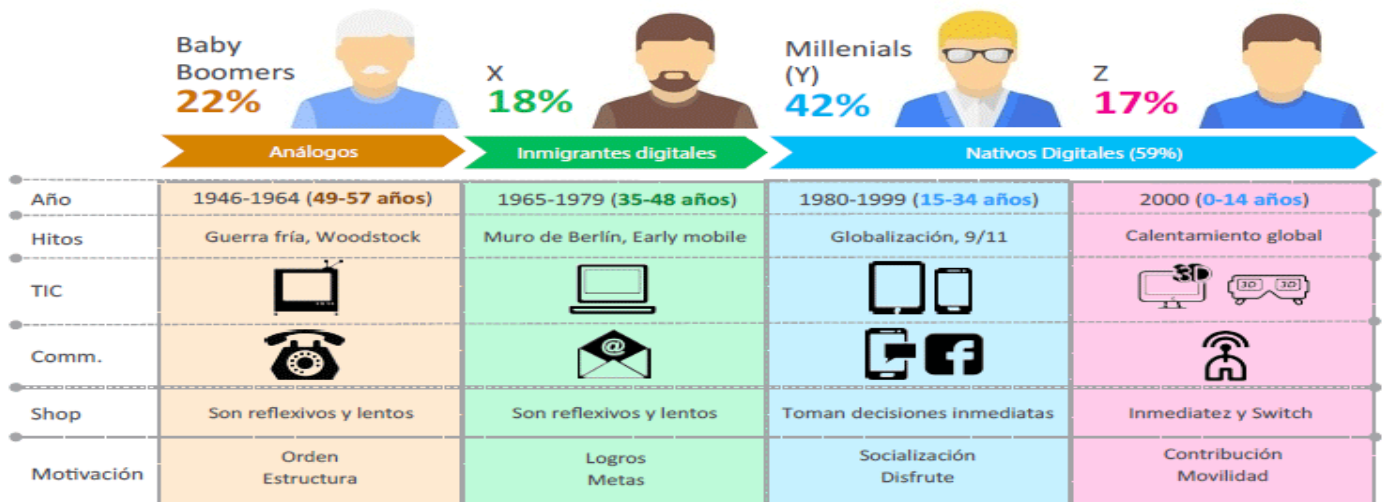 Baby
Boomers
22%
X
18%
Millenials
(Y)
42%
Z
17%
Análogos
Inmigrantes digitales
Nativos Digitales (59%)
Año
1946-1964 (49-57 años)
1965-1979 (35-48 años)
1980-1999 (15-34 años)
2000 (0-14 años)
Hitos
Guerra fría, Woodstock
Muro de Berlín, Early mobile
Globalización, 9/11
Calentamiento global
TIC
3D
3D
3D
Comm.
@
f
Shop
Son reflexivos y lentos
Son reflexivos y lentos
Toman decisiones inmediatas
Inmediatez y Switch
Motivación
Orden
Estructura
Logros
Metas
Socialización
Disfrute
Contribución
Movilidad